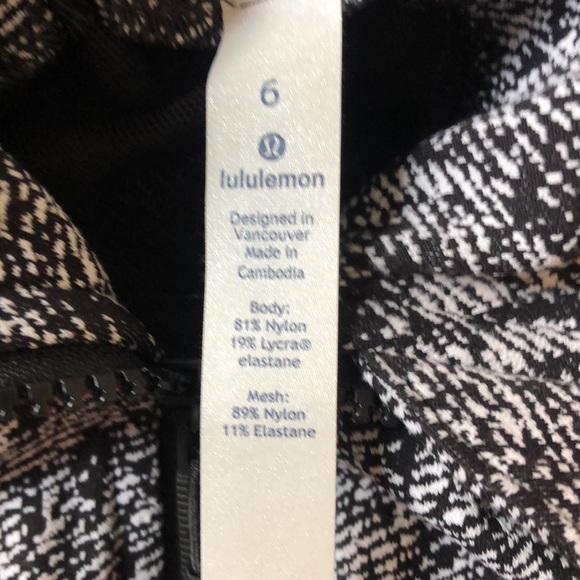 6
lululemon
Designed in
Vancouver
Made in
Cambodia
Body:
81% Nylon
19% Lycra®
elastane
Mesh:
89% Nylon
11% Elastane